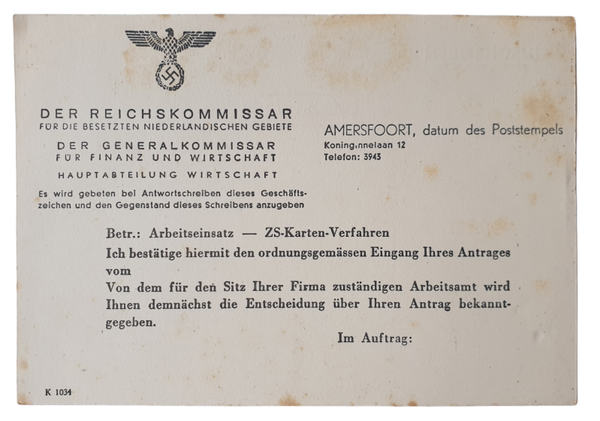 DER REICHSKOMMISSAR
FÜR DIE BESETZTEN NIEDERLÄNDISCHEN GEBIETE
DER GENERALKOMMISSAR
FÜR FINANZ UND WIRTSCHAFT
HAUPTABTEILUNG WIRTSCHAFT
Es wird gebeten bei Antwortschreiben dieses Geschäfts-
zeichen und den Gegenstand dieses Schreibens anzugeben
AMERSFOORT, datum des Poststempels
Koninginnelaan 12
Telefon: 3943
Betr.: Arbeitseinsatz — ZS-Karten-Verfahren
Ich bestätige hiermit den ordnungsgemässen Eingang Ihres Antrages
vom
Von dem für den Sitz Ihrer Firma zuständigen Arbeitsamt wird
Ihnen demnächst die Entscheidung über Ihren Antrag bekannt-
gegeben.
Im Auftrag:
K 1034